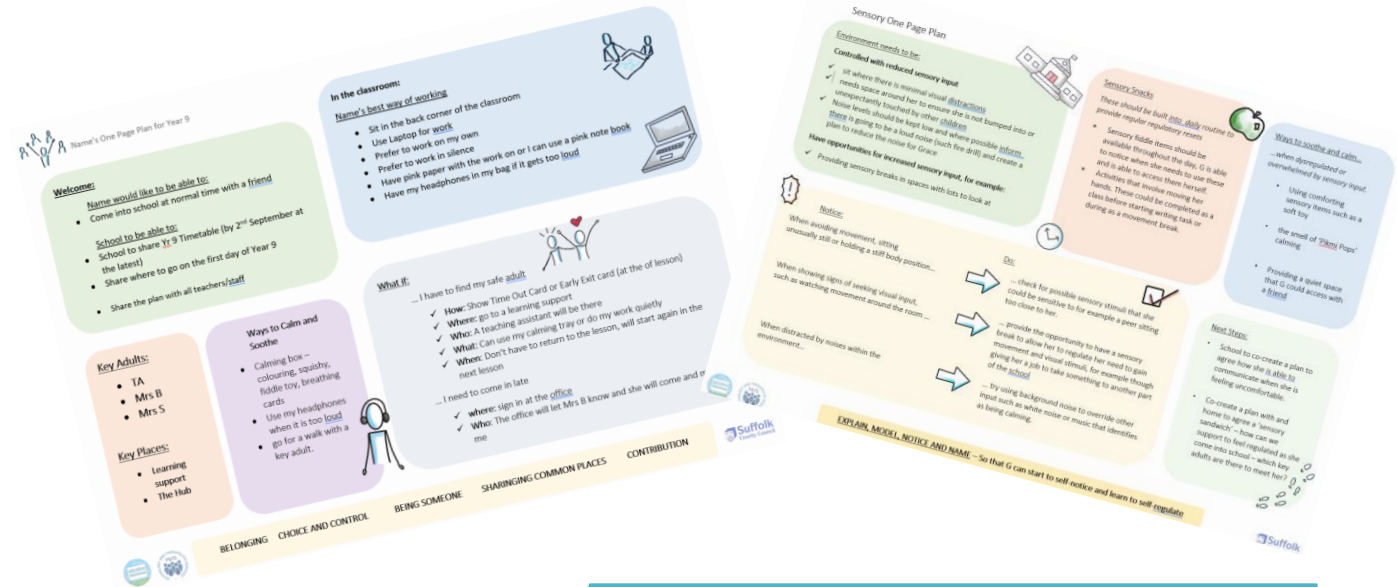 Name's One Page Plan for Year 9
Welcome:
Name would like to be able to:
Come into school at normal time with a friend
School to be able to:
School to share Yr 9 Timetable (by 2nd September at
the latest)
Share where to go on the first day of Year 9
Share the plan with all teachers/staff
In the classroom:
Name's best way of working
Sit in the back corner of the classroom
Use Laptop for work
Prefer to work on my own
Prefer to work in silence
Have pink paper with the work on or I can use a pink note book
Have my headphones in my bag if it gets too loud
Key Adults:
TA
Mrs B
Mrs S
Key Places:
Learning
support
The Hub
Ways to Calm and
Soothe
Calming box –
colouring, squishy,
fiddle toy, breathing
cards
Use my headphones
when it is too loud
go for a walk with a
key adult.
What if:
... I have to find my safe adult
How: Show Time Out Card or Early Exit card (at the of lesson)
Where: go to a learning support
Who: A teaching assistant will be there
What: Can use my calming tray or do my work quietly
When: Don't have to return to the lesson, will start again in the
next lesson
... I need to come in late
where: sign in at the office
Who: The office will let Mrs B know and she will come and
me
BELONGING CHOICE AND CONTROL BEING SOMEONE SHARINGING COMMON PLACES CONTRIBUTION
Suffolk
County Council
Sensory One Page Plan
Environment needs to be:
Controlled with reduced sensory input
sit where there is minimal visual distractions
needs space around her to ensure she is not bumped into or
unexpectantly touched by other children
Noise levels should be kept low and where possible inform
there is going to be a loud noise (such fire drill) and create a
plan to reduce the noise for Grace
Have opportunities for increased sensory input, for example:
Providing sensory breaks in spaces with lots to look at
Sensory Snacks
These should be built into daily routine to
provide regular regulatory resets
Sensory fiddle items should be
available throughout the day, G is able
to notice when she needs to use these
and is able to access them herself.
Activities that involve moving her
hands. These could be completed as a
class before starting writing task or
during as a movement break.
Ways to soothe and calm...
...when dysregulated or
overwhelmed by sensory input.
Using comforting
sensory items such as a
soft toy
the smell of 'Pikmi Pops'
calming
Providing a quiet space
that G could access with
a friend
Notice:
When avoiding movement, sitting
unusually still or holding a stiff body position...
When showing signs of seeking visual input,
such as watching movement around the room ...
When distracted by noises within the
environment...
Do:
... check for possible sensory stimuli that she
could be sensitive to for example a peer sitting
too close to her.
... provide the opportunity to have a sensory
break to allow her to regulate her need to gain
movement and visual stimuli, for example though
giving her a job to take something to another part
of the school
... try using background noise to override other
input such as white noise or music that identifies
as being calming.
Next Steps:
School to co-create a plan to
agree how she is able to
communicate when she is
feeling uncomfortable.
Co-create a plan with and
home to agree a 'sensory
sandwich' – how can we
support to feel regulated as she
come into school – which key
adults are there to meet her?
EXPLAIN, MODEL, NOTICE AND NAME – So that G can start to self-notice and learn to self-regulate
Suffolk